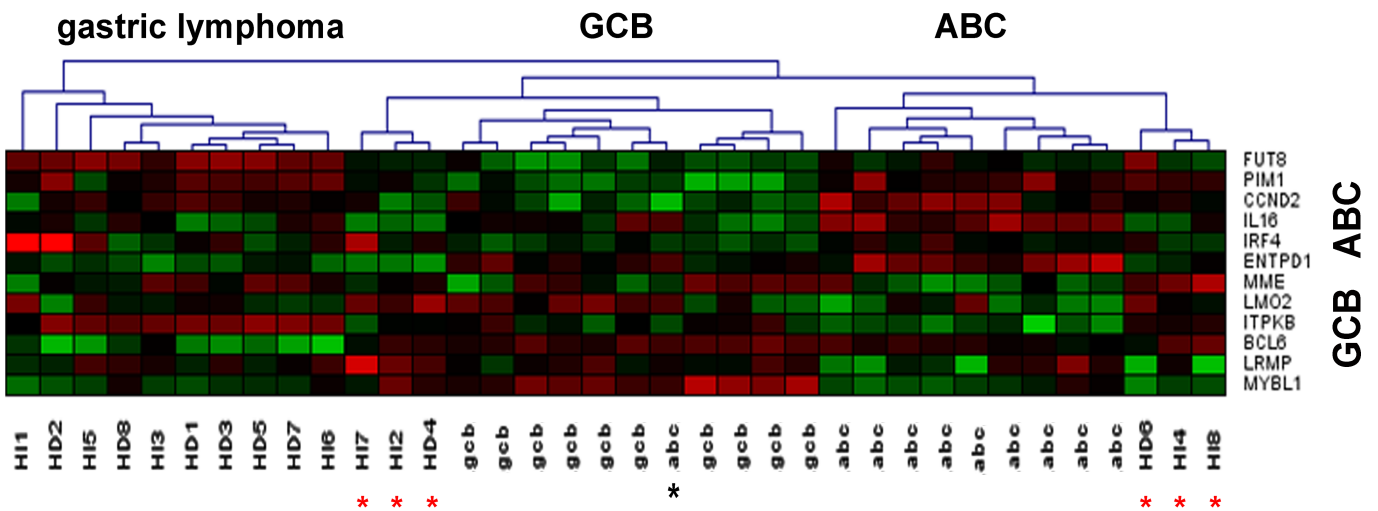 gastric lymphoma GCB ABC
FUT8
PIM1
CCND2
IL16
IRF4
ENTPD1
MME
LMO2
ITPKB
BCL6
LRMP
MYBL1
ABC
GCB
HI1 HD2 HI5 HD8 HI3 HD1 HD3 HD5 HD7 HI6 HI7 HI2 HD4 gcb gcb gcb gcb gcb gcb abc gcb gcb gcb gcb abc abc abc abc abc abc abc abc abc HD6 HI4 HI8
* * * * * * *